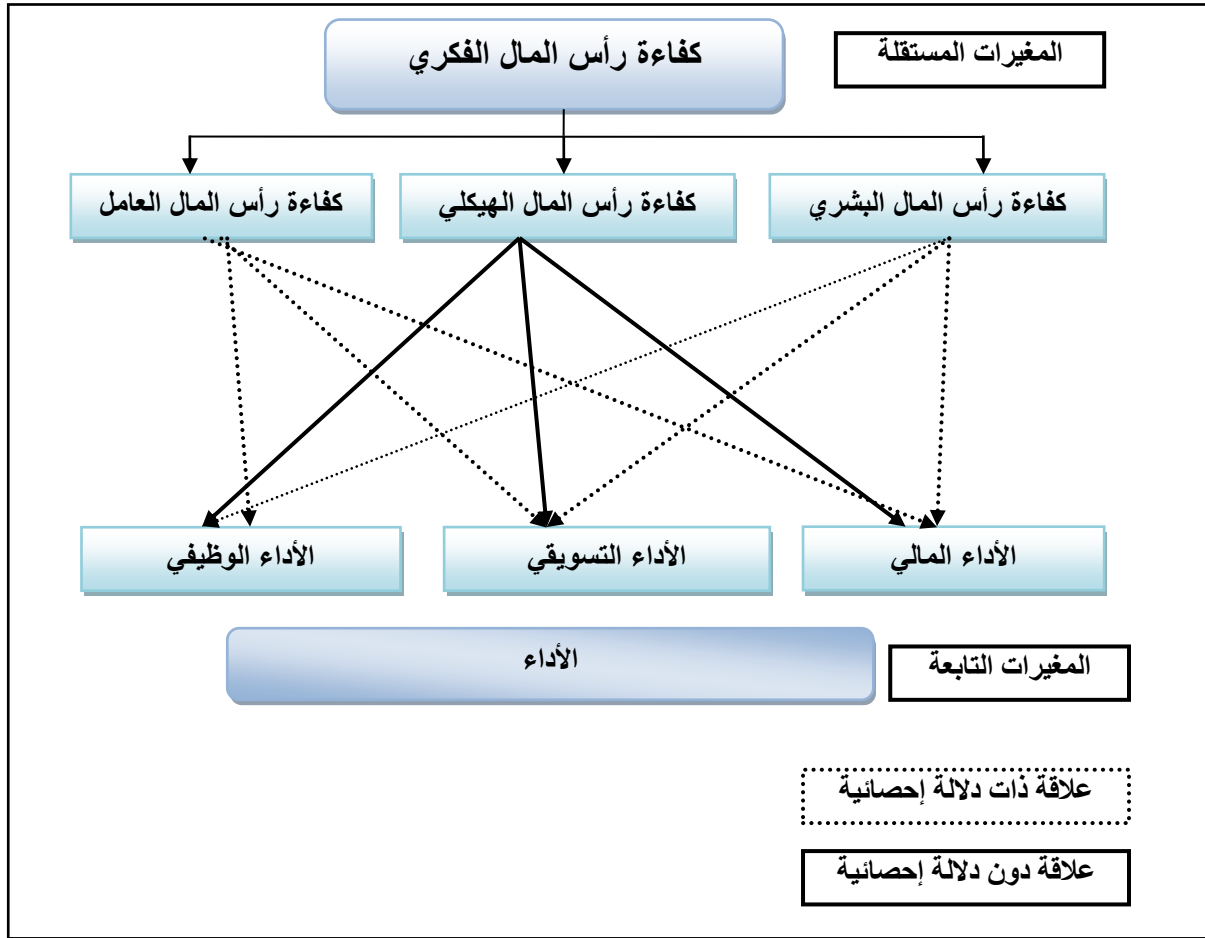 المغيرات المستقلة
كفاءة رأس المال الفكري
كفاءة رأس المال البشري
كفاءة رأس المال الهيكلي
كفاءة رأس المال العامل
الأداء المالي
الأداء التسويقي
الأداء الوظيفي
المغيرات التابعة
الأداء
علاقة ذات دلالة إحصائية
علاقة دون دلالة إحصائية